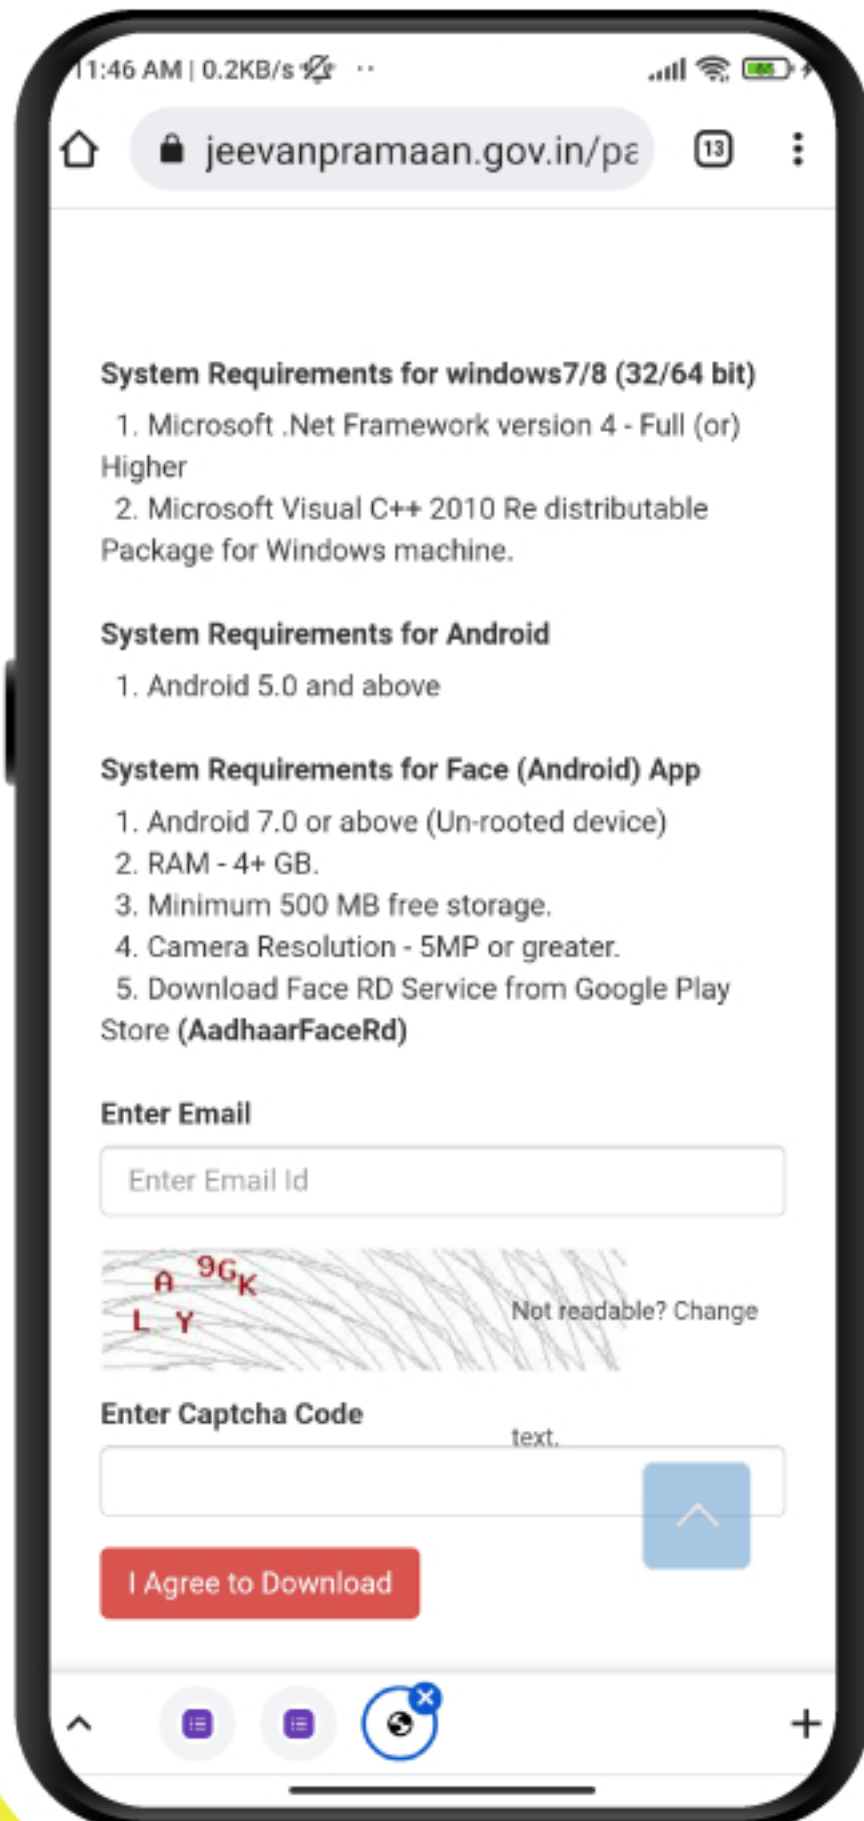 11:46 AM | 0.2KB/s
jeevanpramaan.gov.in/pa
13
System Requirements for windows7/8 (32/64 bit)
1. Microsoft .Net Framework version 4 - Full (or)
Higher
2. Microsoft Visual C++ 2010 Re distributable
Package for Windows machine.
System Requirements for Android
1. Android 5.0 and above
System Requirements for Face (Android) App
1. Android 7.0 or above (Un-rooted device)
2. RAM - 4+ GB.
3. Minimum 500 MB free storage.
4. Camera Resolution - 5MP or greater.
5. Download Face RD Service from Google Play
Store (AadhaarFaceRd)
Enter Email
Enter Email Id
A 9GK
L Y
Not readable? Change
Enter Captcha Code
text.
I Agree to Download